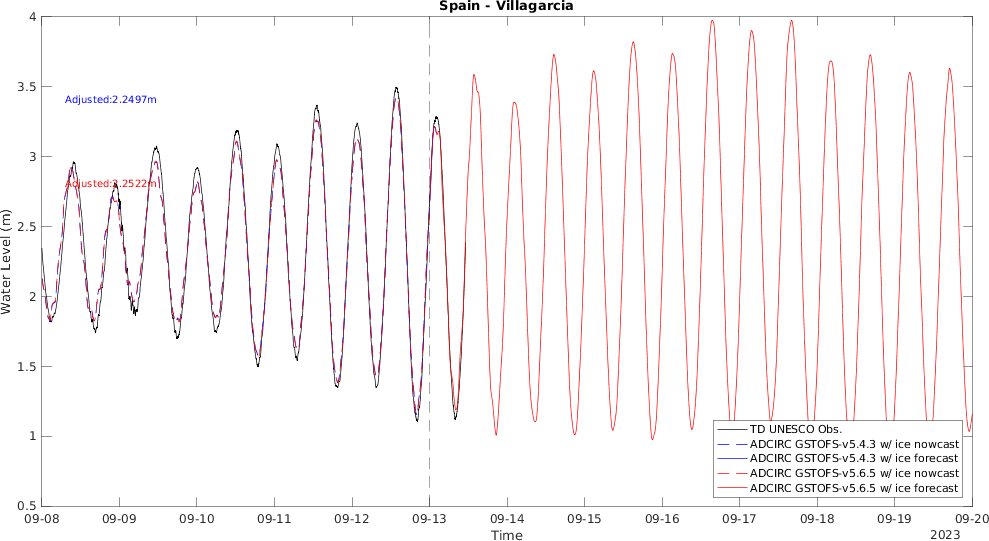 Spain - Villagarcia
4
3.5
3
2.5
2
1.5
1
0.5
Water Level (m)
Adjusted:2.2497m
Adjusted:2.2522m
09-08
09-09
09-10
09-11
09-12
09-13
09-14
09-15
09-16
09-17
09-18
09-19
09-20
Time
2023
TD UNESCO Obs.
ADCIRC GSTOFS-v5.4.3 w/ ice nowcast
ADCIRC GSTOFS-v5.4.3 w/ ice forecast
ADCIRC GSTOFS-v5.6.5 w/ ice nowcast
ADCIRC GSTOFS-v5.6.5 w/ ice forecast